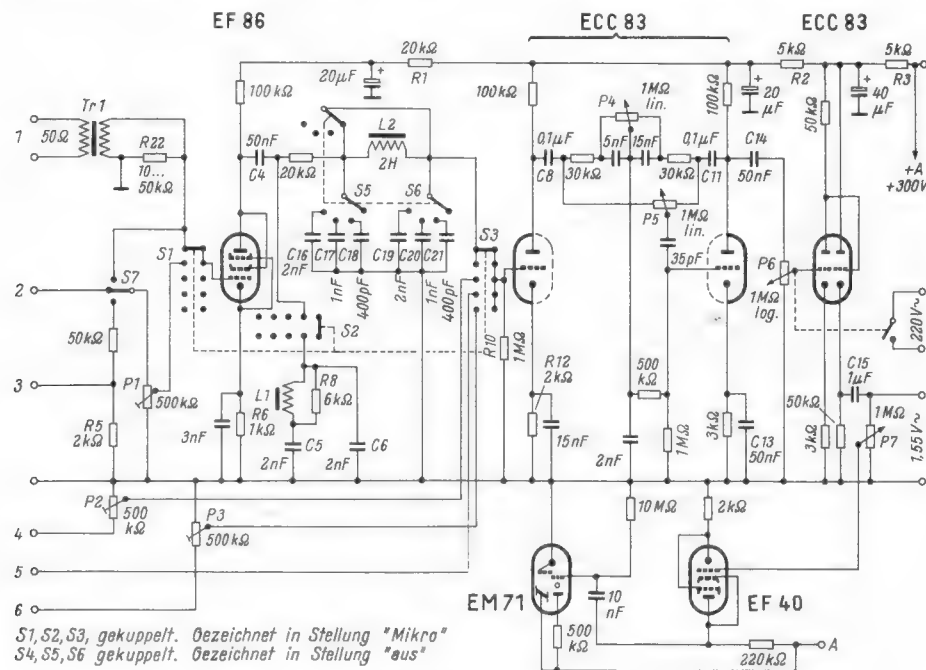 EF 86
ECC 83
ECC 83
20 kΩ
R1
5kΩ
R2
5kΩ
R3
20μF
+
100 kΩ
100kΩ
1MΩ
lin.
P4
100kΩ
+
20
μF
50kΩ
+
40
μF
Tr 1
1
50Ω
R22
10...
50kΩ
50nF
C4
20kΩ
L2
2H
0,1μF
C8
5nF
15nF
0,1μF
C11
C14
50nF
30kΩ
30kΩ
+A
+300V
S5
S6
S3
P5
1MΩ
lin.
35pF
S1
S7
C16
2nF
C17
1nF
C18
400pF
C19
2nF
C20
1nF
C21
400pF
P6
1MΩ
log.
220V~
2
S2
50kΩ
R10
1MΩ
R12
2kΩ
500
kΩ
C15
1μF
3
P1
500kΩ
L1
R8
6kΩ
R5
2kΩ
R6
1kΩ
3nF
C5
2nF
C6
2nF
15nF
2nF
1MΩ
3kΩ
C13
50nF
3kΩ
50kΩ
1MΩ
P7
1,55V~
P2
500
kΩ
P3
500kΩ
10MΩ
2kΩ
4
5
6
EM71
10
nF
EF 40
500
kΩ
220kΩ
A
S1,S2,S3, gekuppelt. Gezeichnet in Stellung "Mikro"
S4,S5,S6 gekuppelt. Gezeichnet in Stellung "aus"